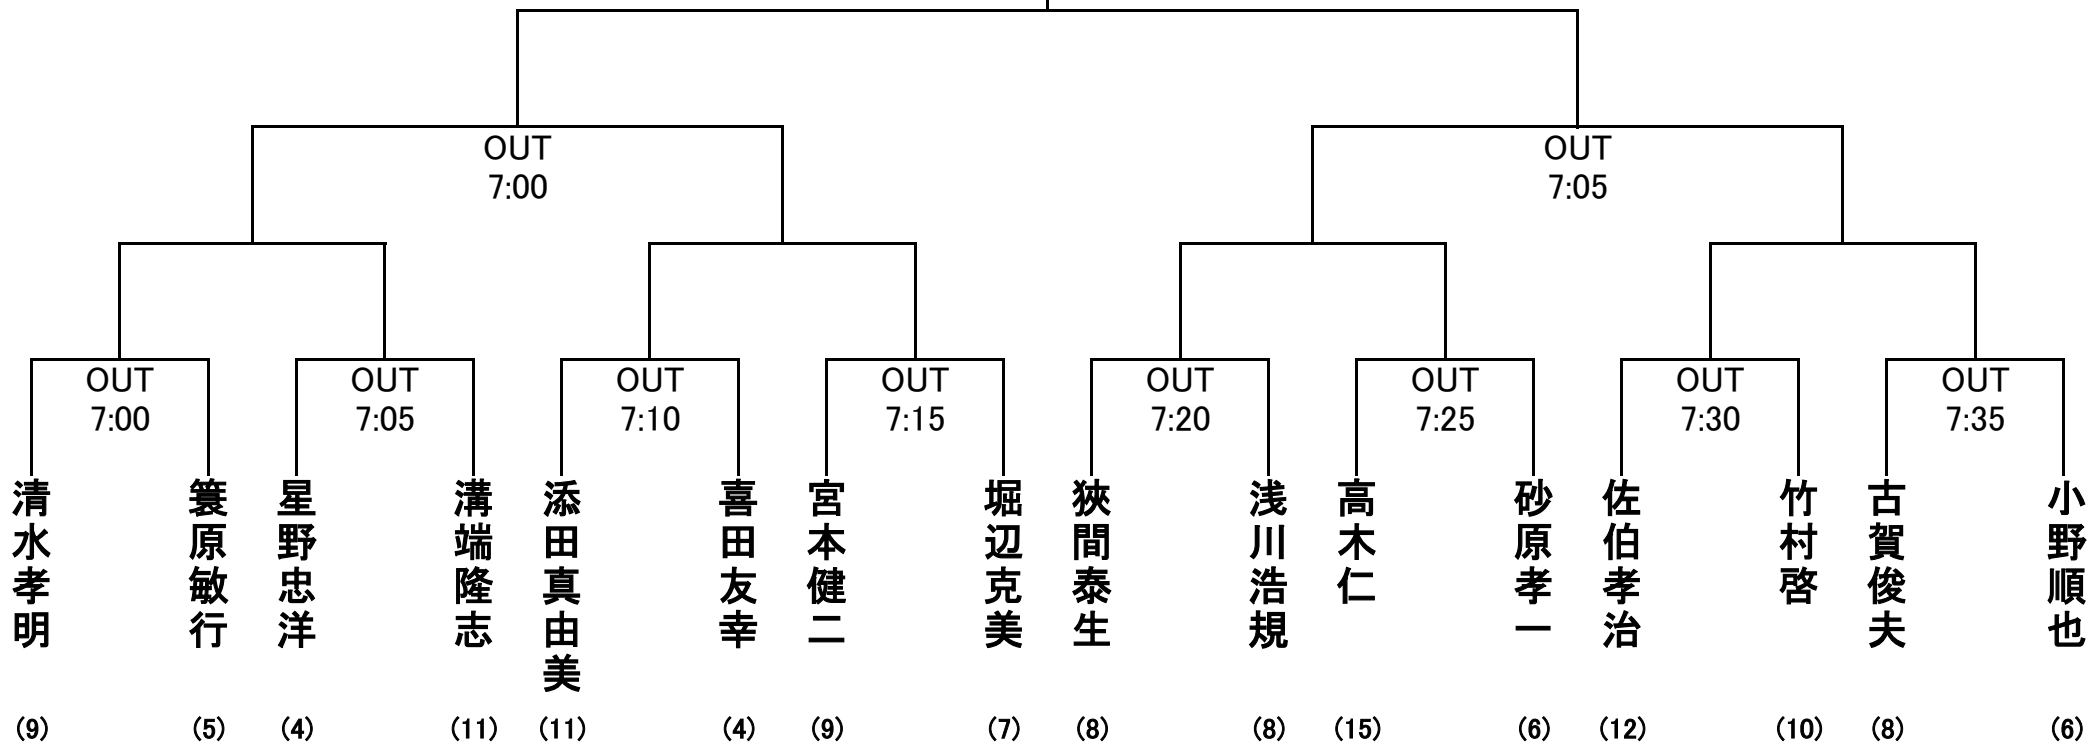 OUT
7:00
OUT
7:05
OUT
7:00
OUT
7:05
OUT
7:10
OUT
7:15
OUT
7:20
OUT
7:25
OUT
7:30
OUT
7:35
清水孝明
簑原敏行
星野忠洋
溝端隆志
添田真由美
喜田友幸
宮本健二
堀辺克美
狹間泰生
浅川浩規
高木仁
砂原孝一
佐伯孝治
竹村啓
古賀俊夫
小野順也
(9)
(5)
(4)
(11)
(11)
(4)
(9)
(7)
(8)
(8)
(15)
(6)
(12)
(10)
(8)
(6)